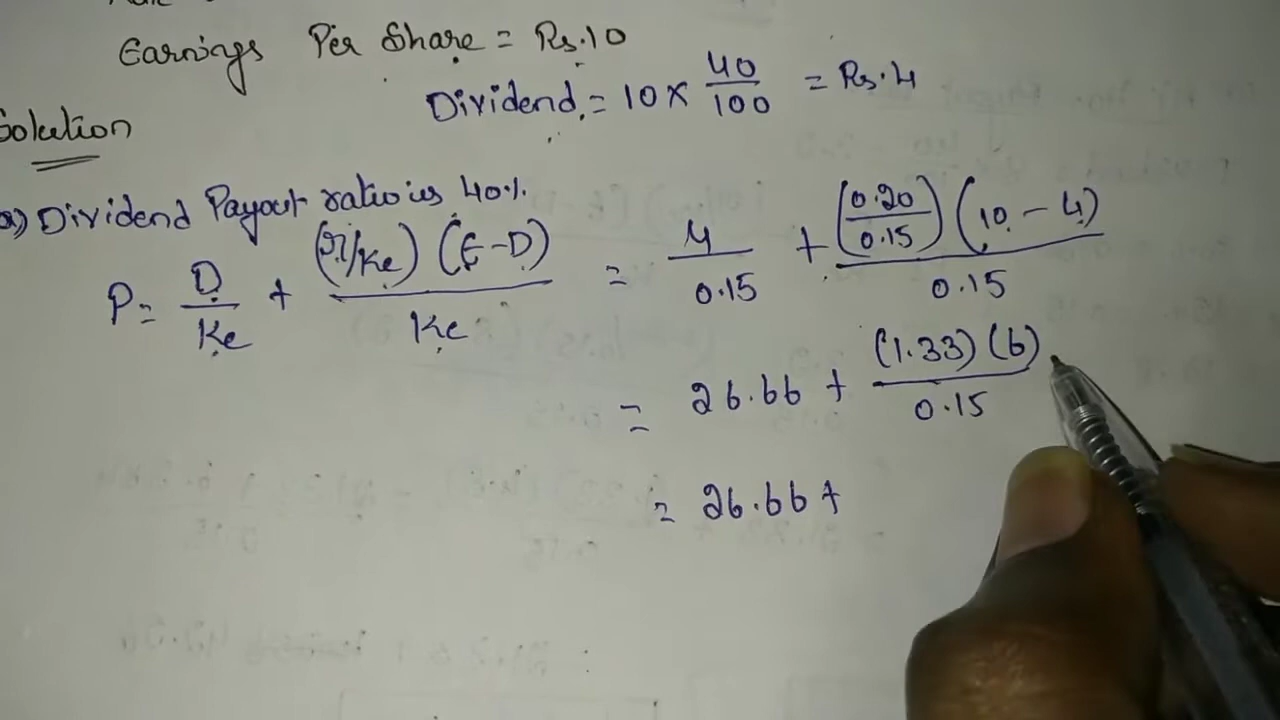 Earnings Per Share = Rs.10
Dividend = 10 × 40/100 = Rs.4
Solution
a) Dividend Payout ratio is 40%.
P = D/Ke + (r/Ke) (E-D)/Ke = 4/0.15 + (0.20/0.15) (10-4)/0.15
= 26.66 + (1.33) (6)/0.15
= 26.66 +